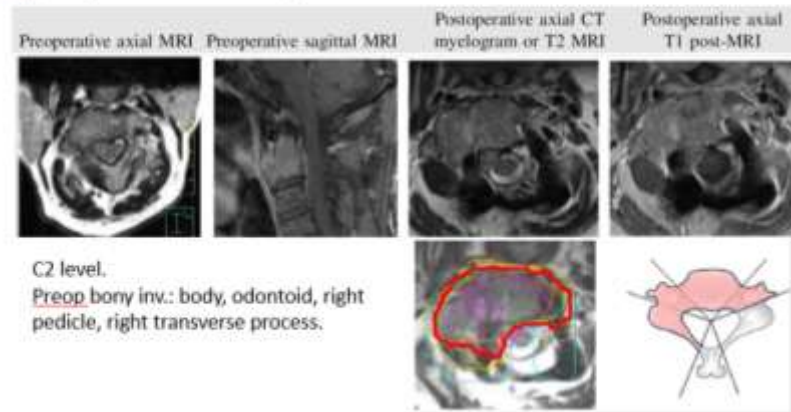 Preoperative axial MRI Preoperative sagittal MRI Postoperative axial CT myelogram or T2 MRI Postoperative axial T1 post-MRI
C2 level.
Preop bony inv.: body, odontoid, right
pedicle, right transverse process.